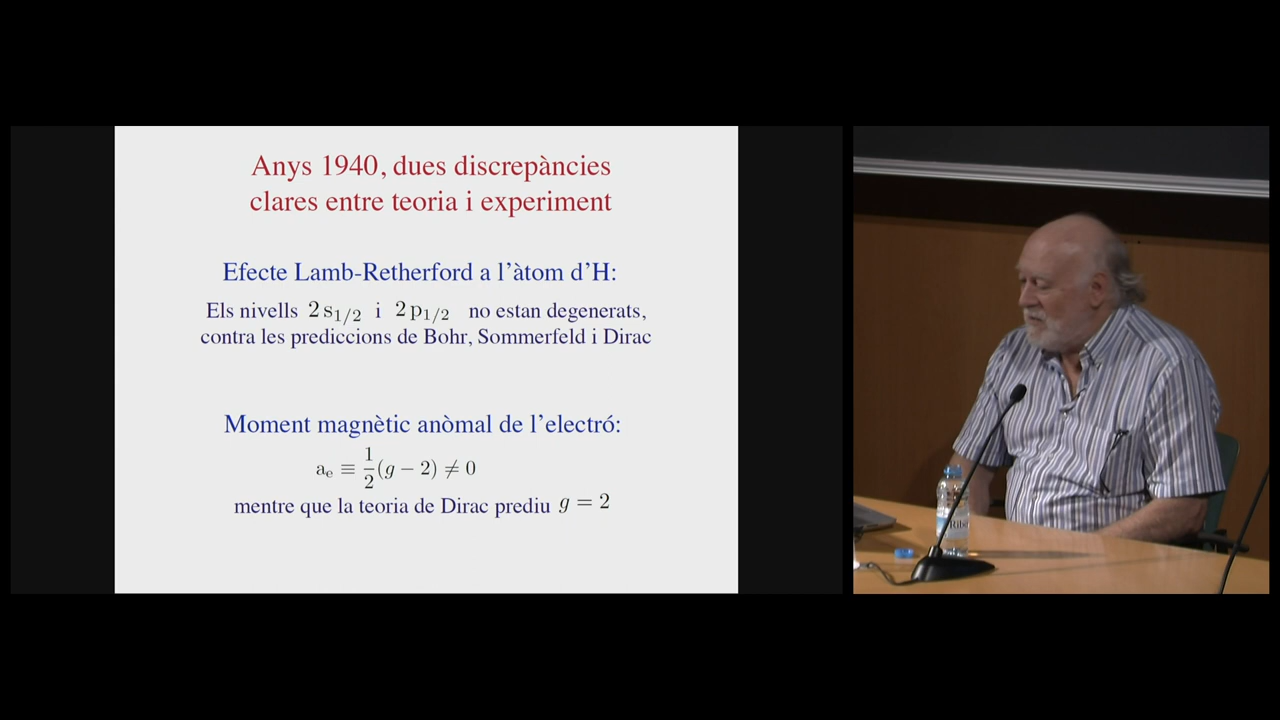 Anys 1940, dues discrepàncies
clares entre teoria i experiment
Efecte Lamb-Retherford a l'àtom d'H:
Els nivells 2s₁/₂ i 2p₁/₂ no estan degenerats,
contra les prediccions de Bohr, Sommerfeld i Dirac
Moment magnètic anòmal de l'electró:
aₑ ≡ 1/2(g − 2) ≠ 0
mentre que la teoria de Dirac prediu g = 2